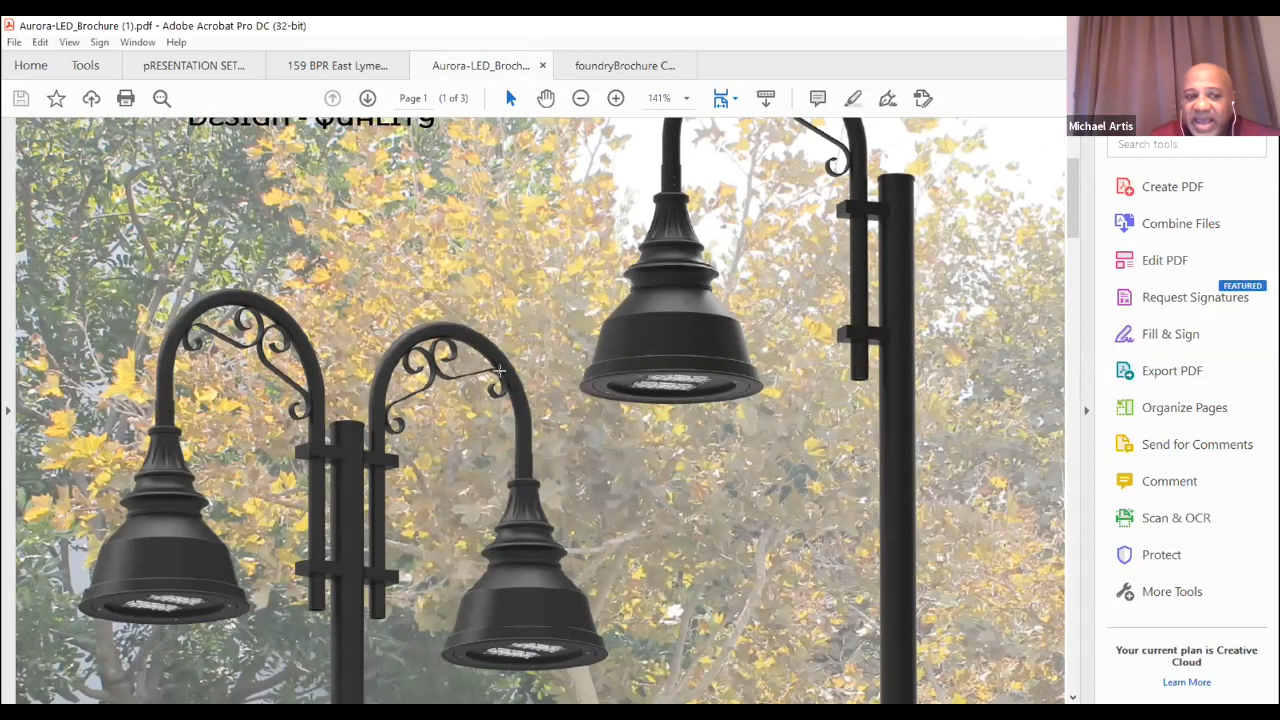 Aurora-LED_Brochure (1).pdf - Adobe Acrobat Pro DC (32-bit)
File Edit View Sign Window Help
Home Tools pRESENTATION SET... 159 BPR East Lyme... Aurora-LED_Broch... × foundryBrochure C...
Page 1 (1 of 3) 141%
Michael Artis
DESIGN - QUALITY
Search tools
Create PDF
Combine Files
Edit PDF
FEATURED
Request Signatures
Fill & Sign
Export PDF
Organize Pages
Send for Comments
Comment
Scan & OCR
Protect
More Tools
Your current plan is Creative
Cloud
Learn More